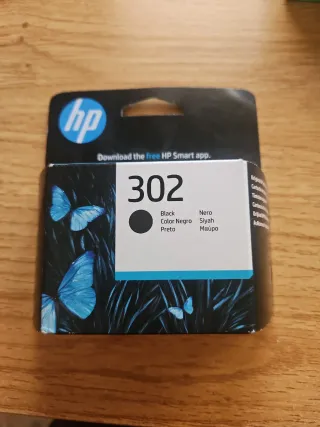 hp
Download the free HP Smart app.
302
Black Nero
Color Negro Siyah
Preto Μαύρο